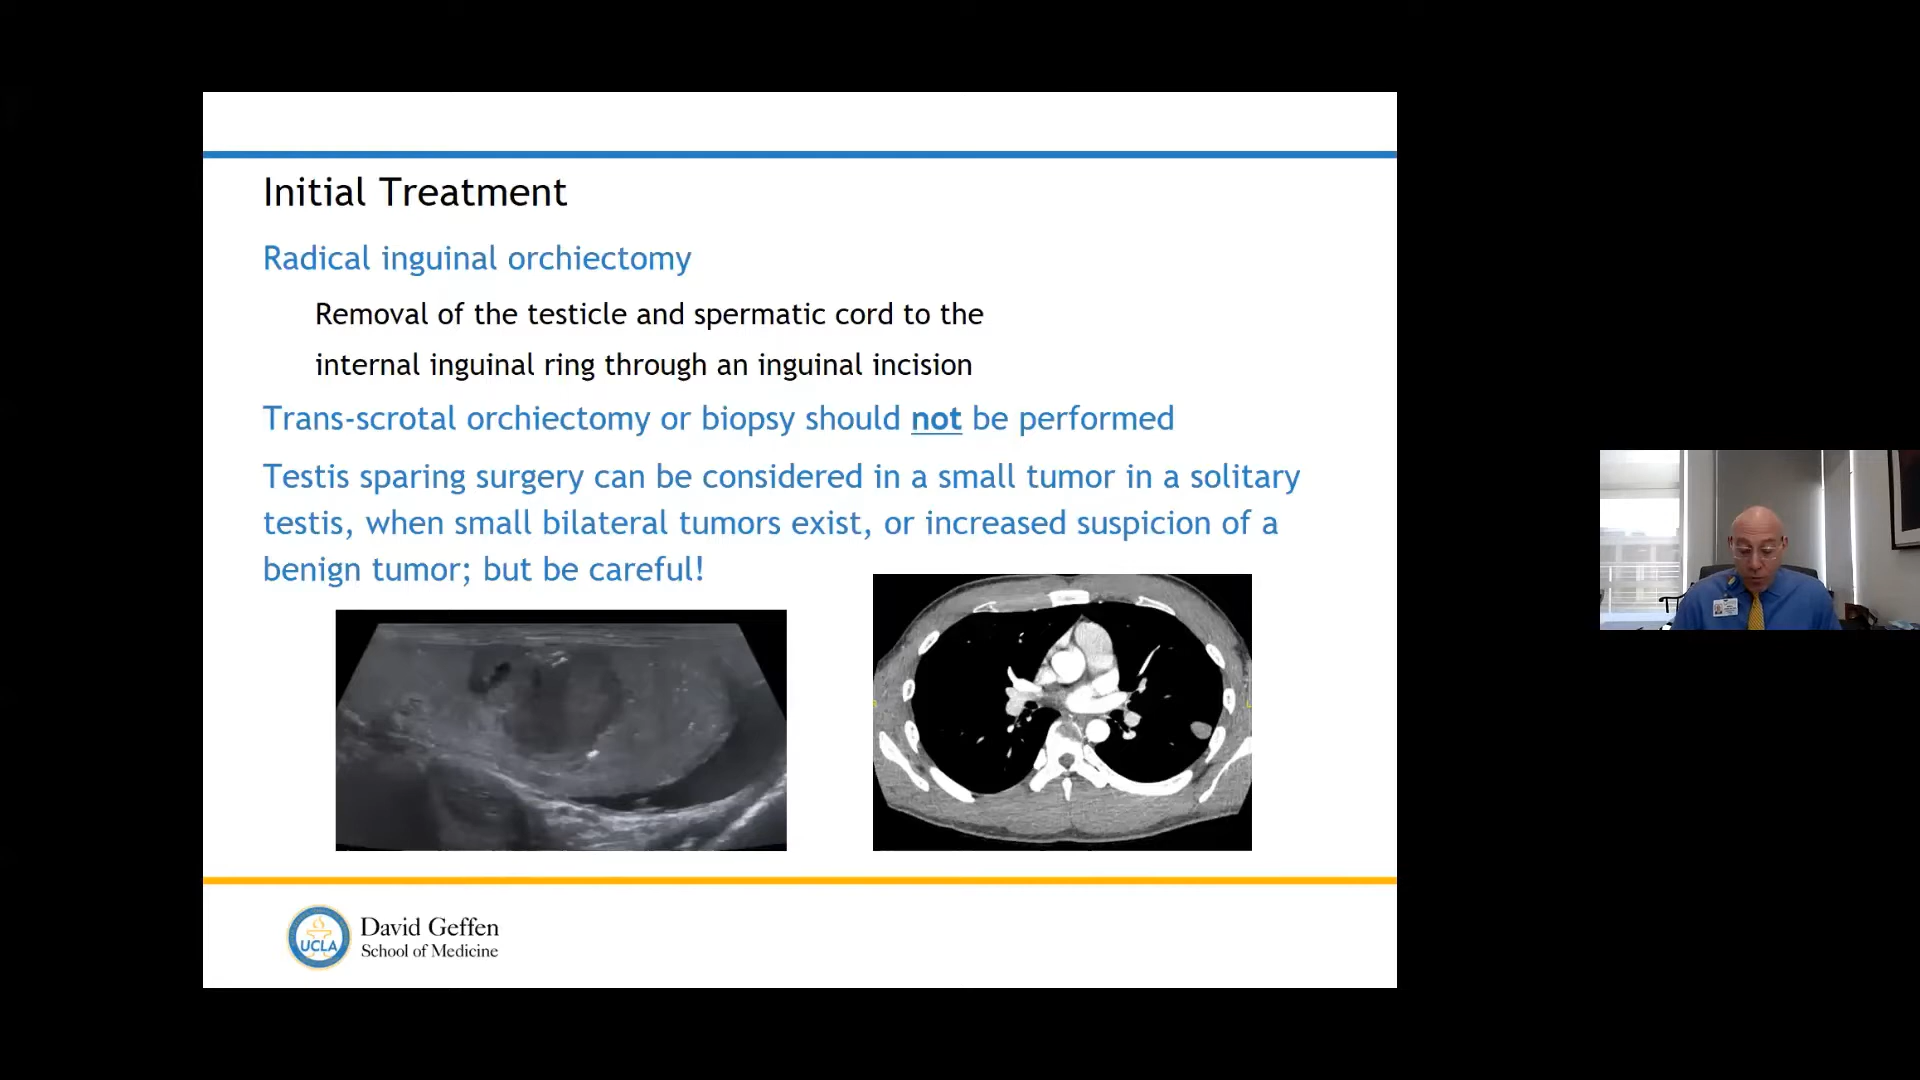 Initial Treatment
Radical inguinal orchiectomy
Removal of the testicle and spermatic cord to the
internal inguinal ring through an inguinal incision
Trans-scrotal orchiectomy or biopsy should not be performed
Testis sparing surgery can be considered in a small tumor in a solitary
testis, when small bilateral tumors exist, or increased suspicion of a
benign tumor; but be careful!
UCLA
David Geffen
School of Medicine